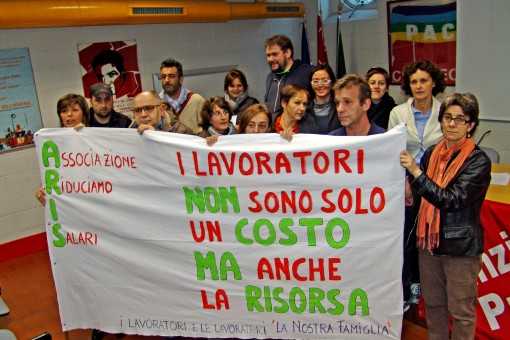 ASSOCIAZIONE
RIDUCIAMO
I
SALARI
I LAVORATORI
NON SONO SOLO
UN COSTO
MA ANCHE
LA RISORSA
I LAVORATORI E LE LAVORATRICI "LA NOSTRA FAMIGLIA"
PAC